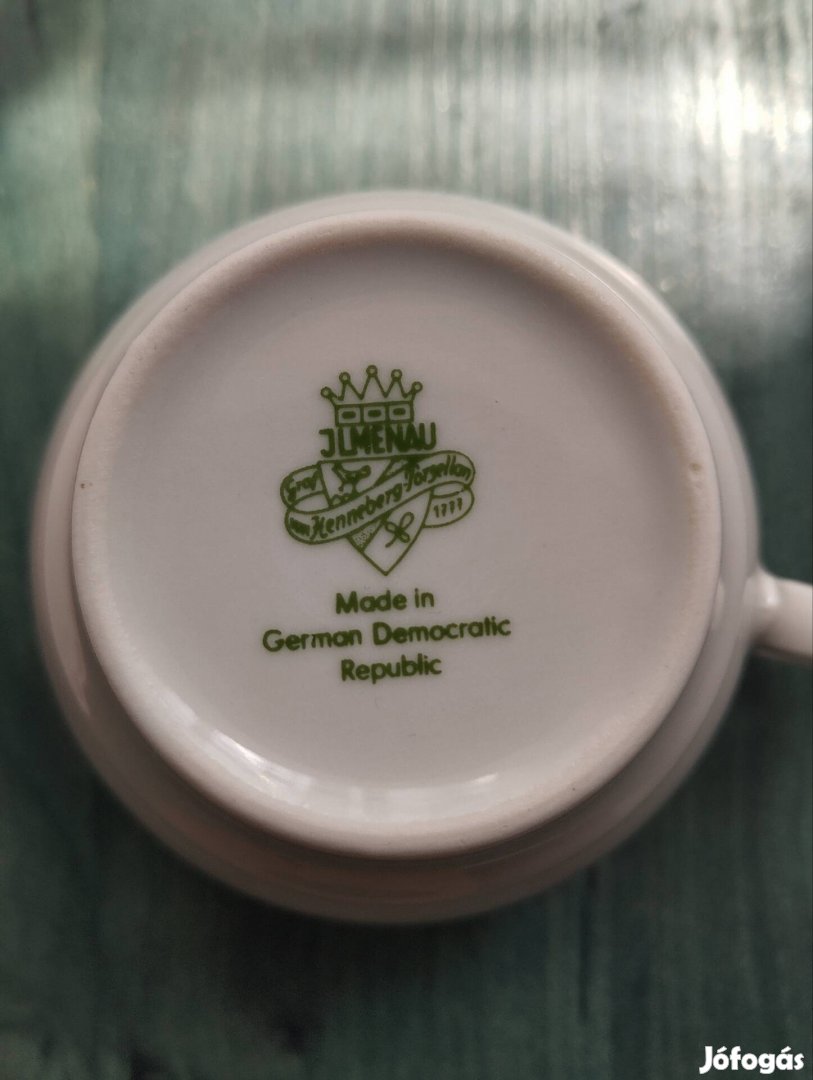 JLMENAU
Graf
von Henneberg-Porzellan
1777
Made in
German Democratic
Republic
Jófogás